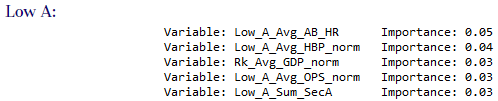 Low A:
Variable: Low_A_Avg_AB_HR Importance: 0.05
Variable: Low_A_Avg_HBP_norm Importance: 0.04
Variable: Rk_Avg_GDP_norm Importance: 0.03
Variable: Low_A_Avg_OPS_norm Importance: 0.03
Variable: Low_A_Sum_SecA Importance: 0.03